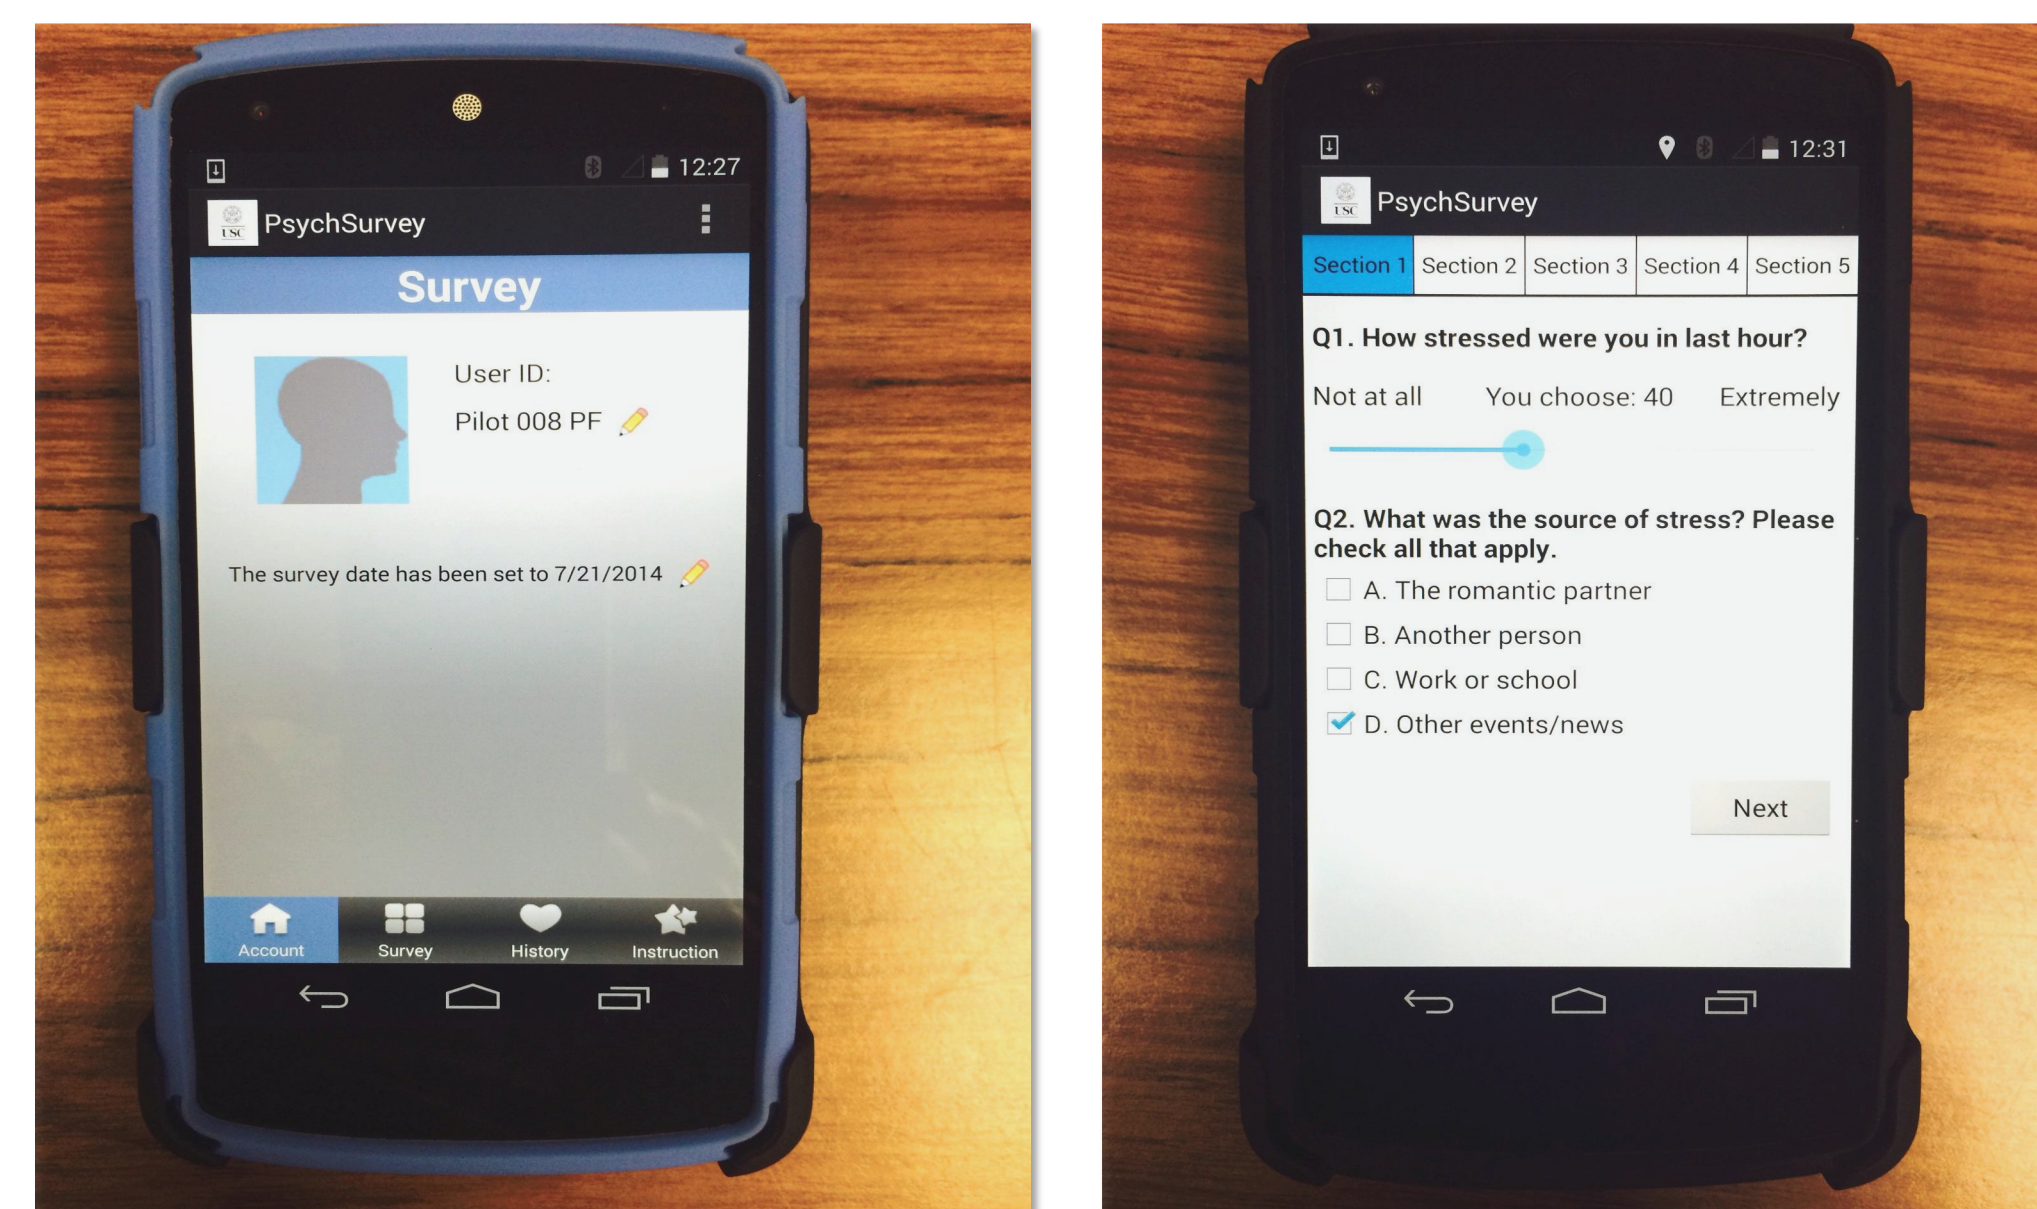 12:27
USC
PsychSurvey
Survey
User ID:
Pilot 008 PF
The survey date has been set to 7/21/2014
Account
Survey
History
Instruction
12:31
USC
PsychSurvey
Section 1
Section 2
Section 3
Section 4
Section 5
Q1. How stressed were you in last hour?
Not at all
You choose: 40
Extremely
Q2. What was the source of stress? Please
check all that apply.
A. The romantic partner
B. Another person
C. Work or school
D. Other events/news
Next